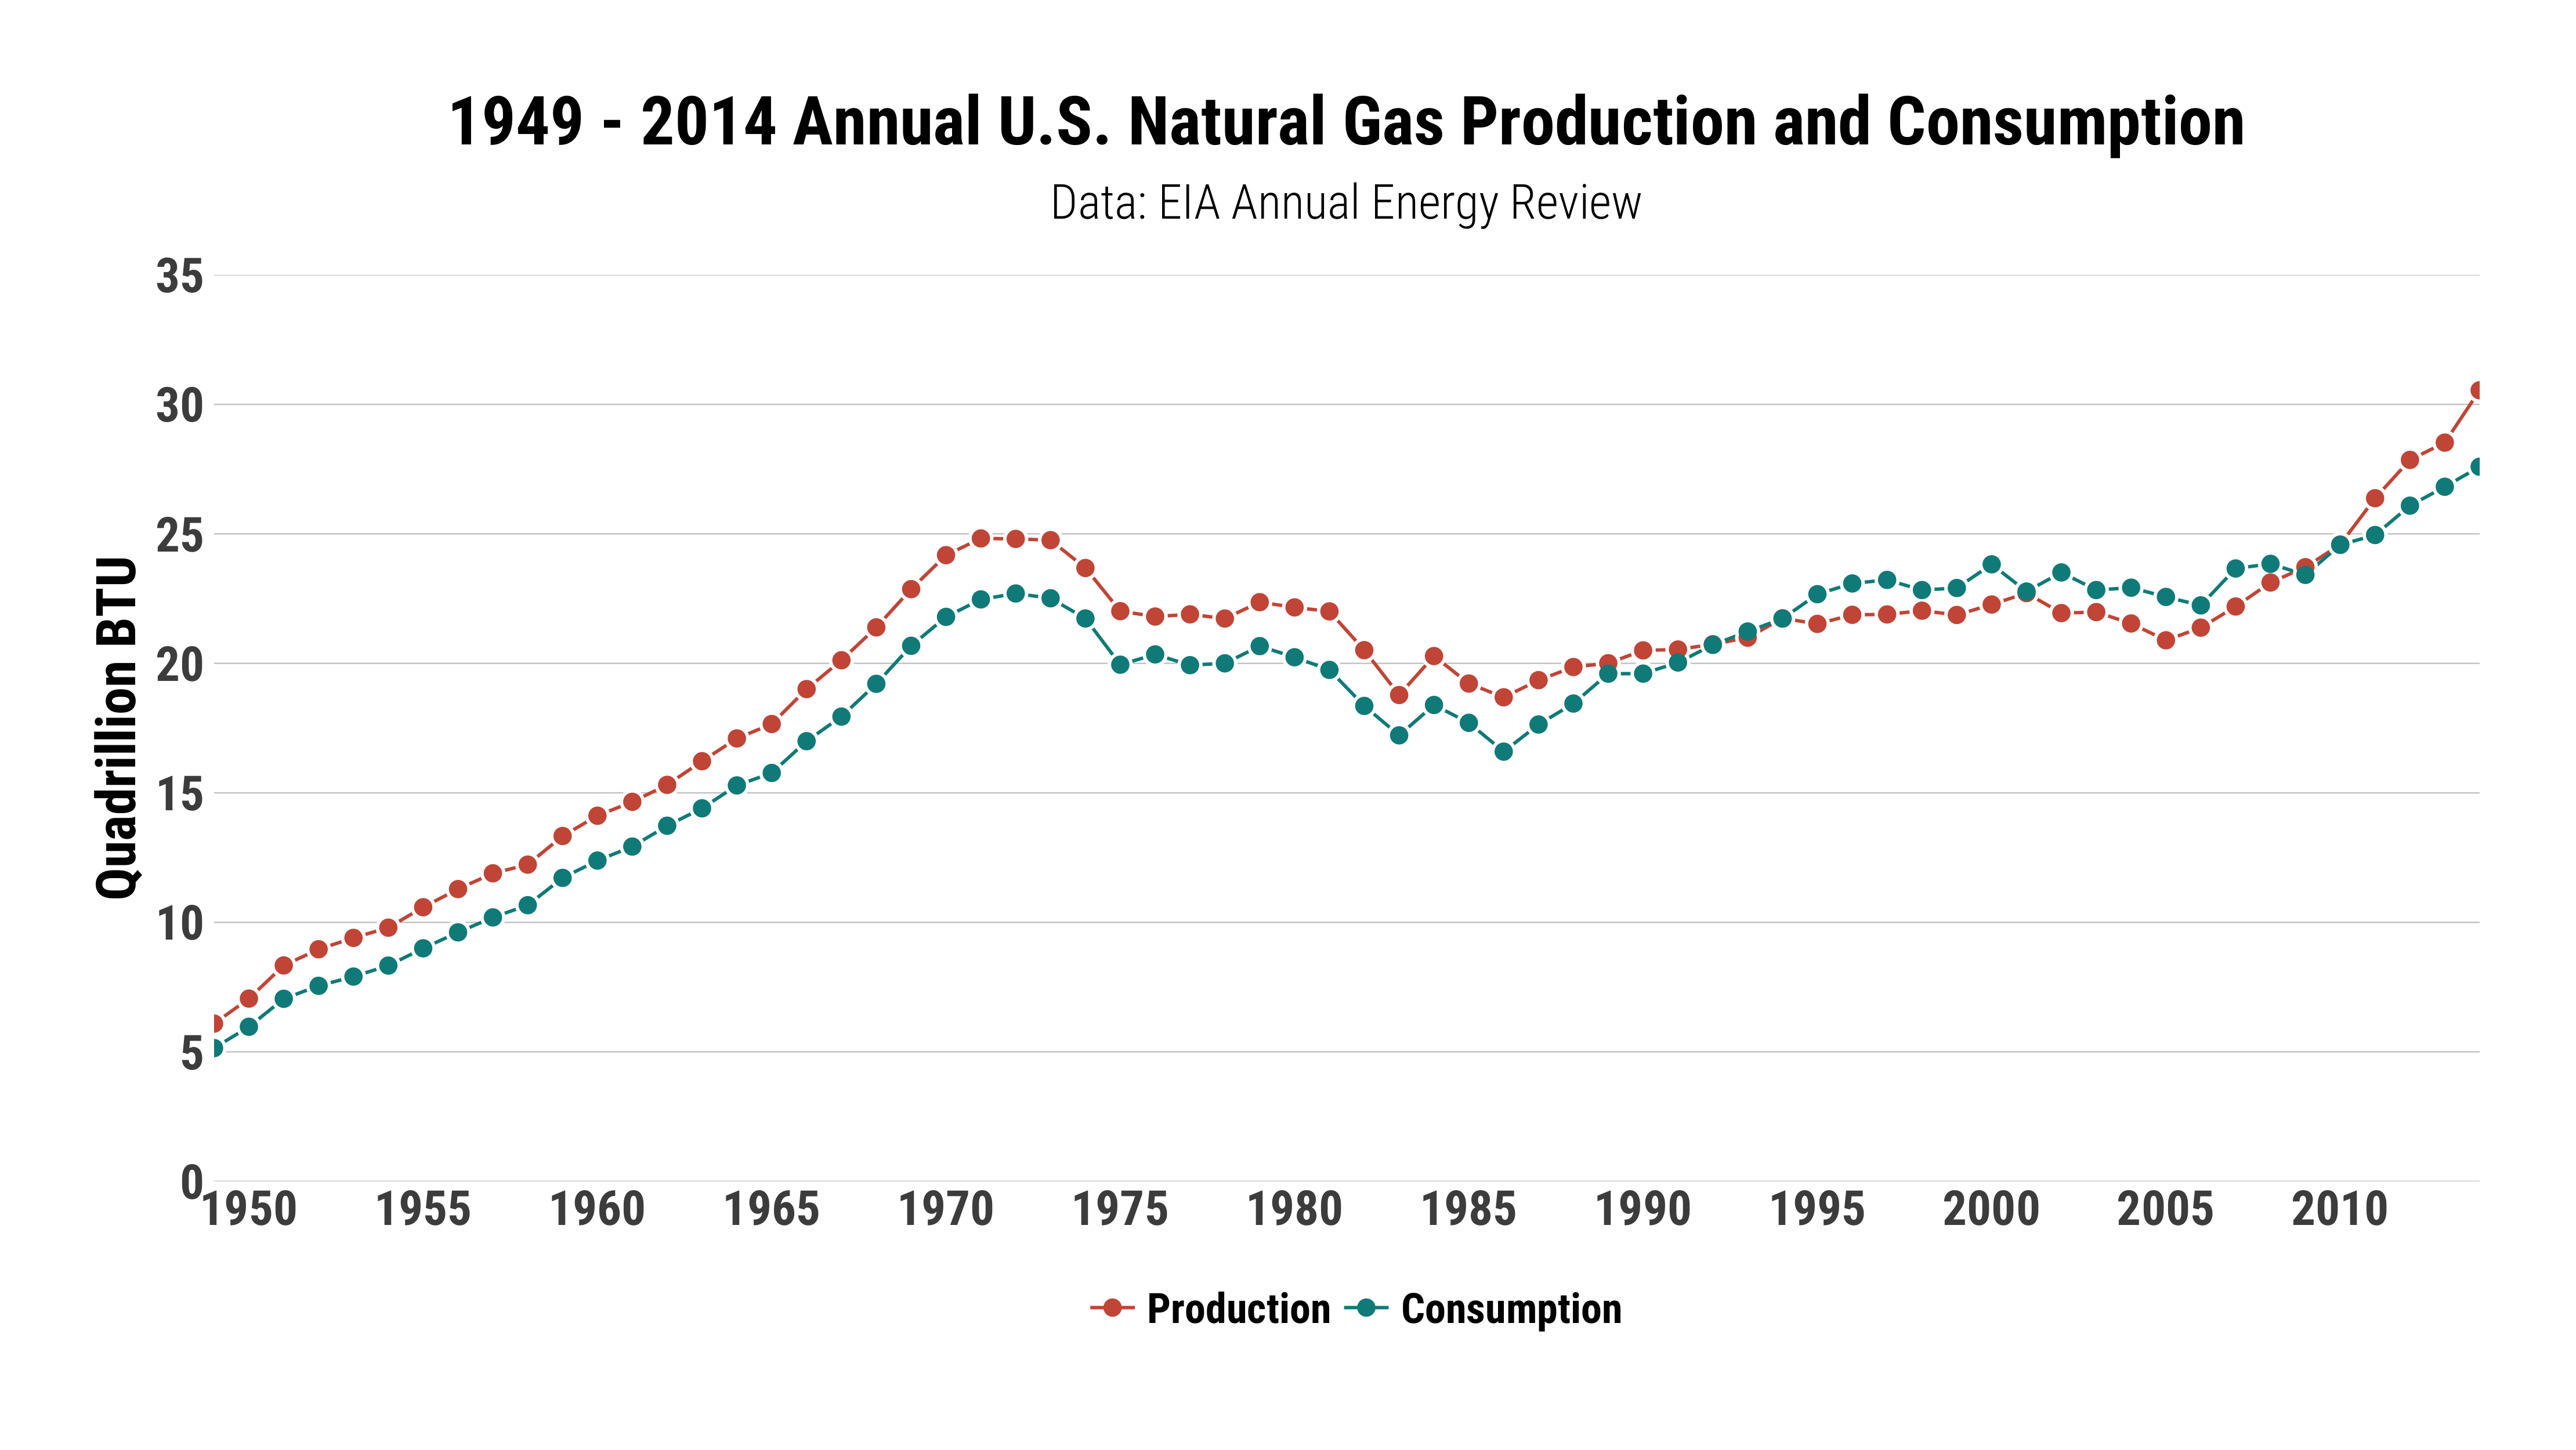 1949 - 2014 Annual U.S. Natural Gas Production and Consumption
Data: EIA Annual Energy Review
Quadrillion BTU
35
30
25
20
15
10
5
0
1950 1955 1960 1965 1970 1975 1980 1985 1990 1995 2000 2005 2010
Production Consumption